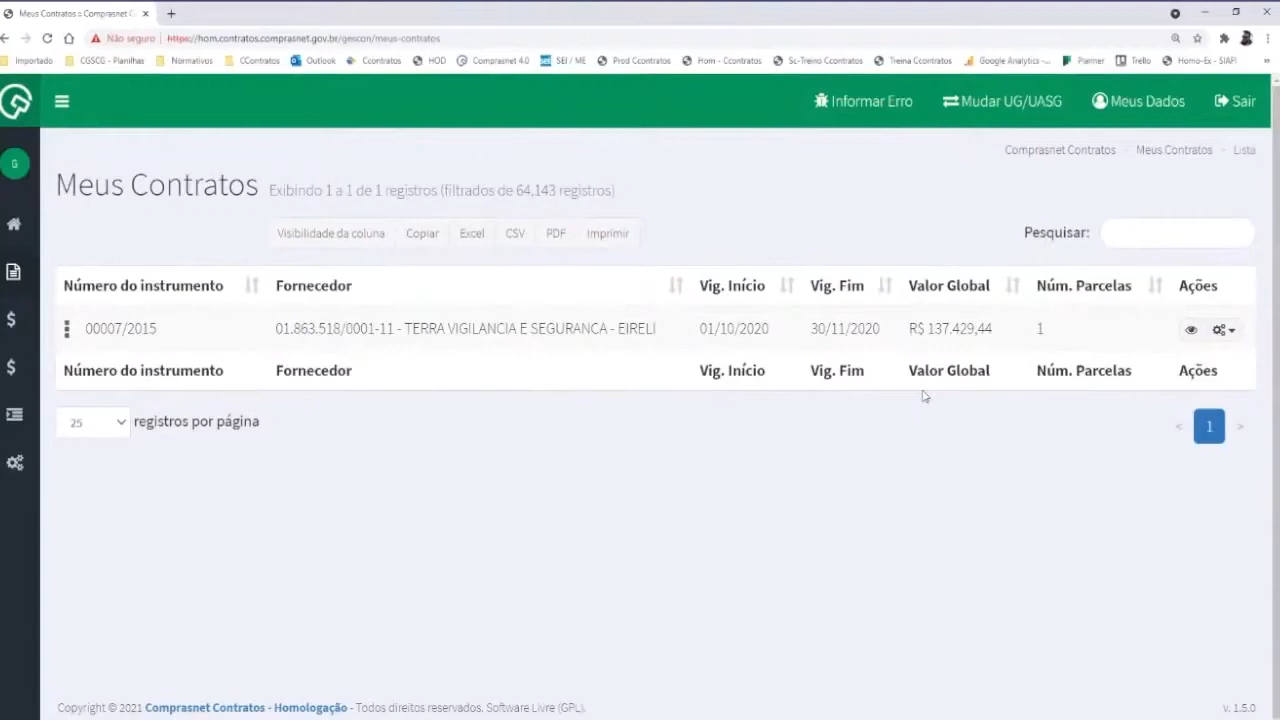 Meus Contratos :: Comprasnet C
Não seguro | https://hom.contratos.comprasnet.gov.br/gescon/meus-contratos
Importado CGSCG - Planilhas Normativos CContratos Outlook Ccontratos HOD Comprasnet 4.0 sei SEI / ME Prod Ccontratos Hom - Ccontratos Sc-Treino Ccontratos Treina Ccontratos Google Analytics -... Planner Trello Homo-Ex - SIAFI »
Informar Erro Mudar UG/UASG Meus Dados Sair
Comprasnet Contratos Meus Contratos Lista
G
Meus Contratos Exibindo 1 a 1 de 1 registros (filtrados de 64,143 registros)
Visibilidade da coluna Copiar Excel CSV PDF Imprimir Pesquisar:
Número do instrumento Fornecedor Vig. Início Vig. Fim Valor Global Núm. Parcelas Ações
00007/2015 01.863.518/0001-11 - TERRA VIGILANCIA E SEGURANCA - EIRELI 01/10/2020 30/11/2020 R$ 137.429,44 1
Número do instrumento Fornecedor Vig. Início Vig. Fim Valor Global Núm. Parcelas Ações
25 registros por página < 1 >
Copyright © 2021 Comprasnet Contratos - Homologação - Todos direitos reservados. Software Livre (GPL). v. 1.5.0